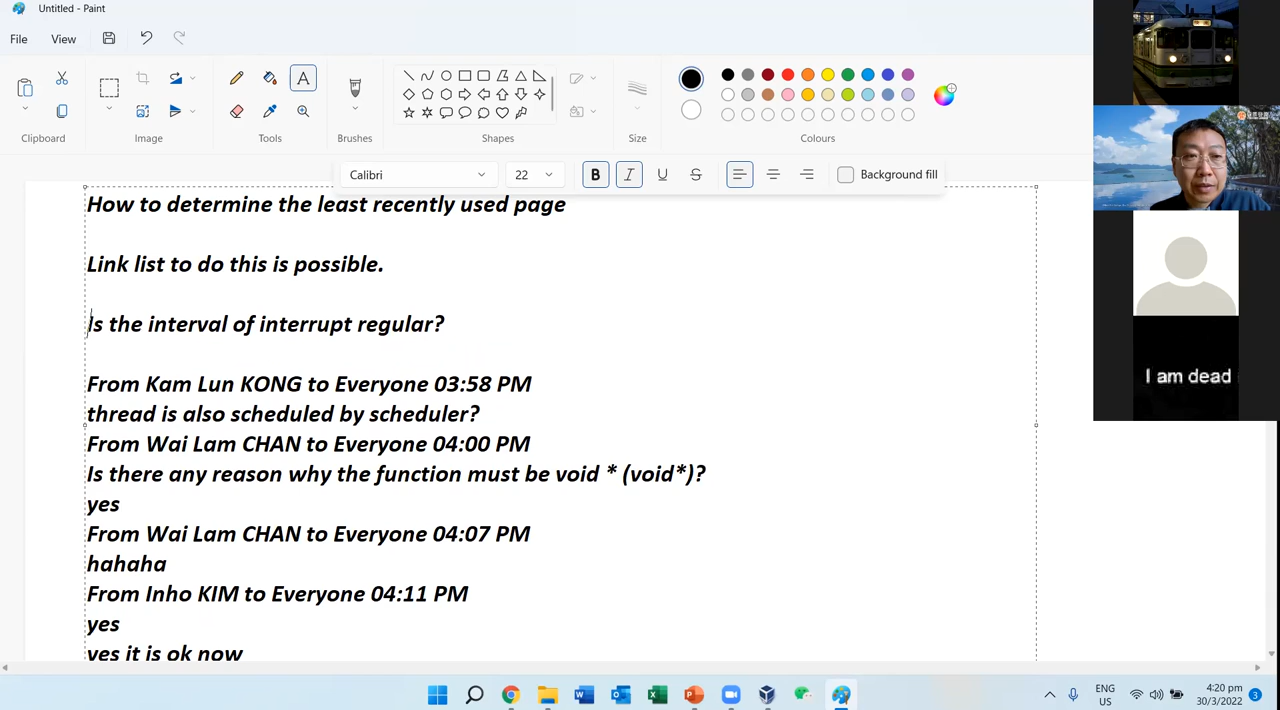 Untitled - Paint
File View
Clipboard Image Tools Brushes Shapes Size Colours
Calibri 22 B I U S Background fill
How to determine the least recently used page
Link list to do this is possible.
Is the interval of interrupt regular?
From Kam Lun KONG to Everyone 03:58 PM
thread is also scheduled by scheduler?
From Wai Lam CHAN to Everyone 04:00 PM
Is there any reason why the function must be void * (void*)?
yes
From Wai Lam CHAN to Everyone 04:07 PM
hahaha
From Inho KIM to Everyone 04:11 PM
yes
yes it is ok now
I am dead
ENG
US
4:20 pm
30/3/2022
3